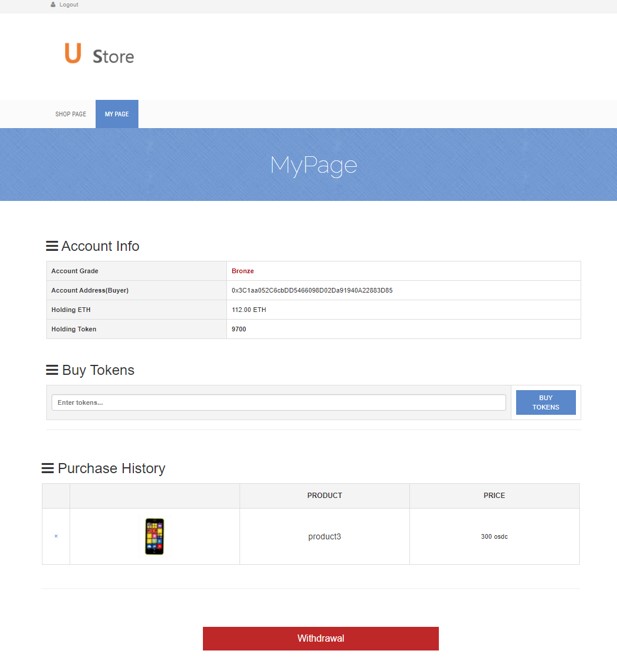 Logout
U Store
SHOP PAGE
MY PAGE
MyPage
Account Info
Account Grade
Bronze
Account Address(Buyer)
0x3C1aa052C6cbDD5466098D02Da91940A22683D85
Holding ETH
112.00 ETH
Holding Token
9700
Buy Tokens
Enter tokens...
BUY
TOKENS
Purchase History
PRODUCT
PRICE
product3
300 osdc
Withdrawal